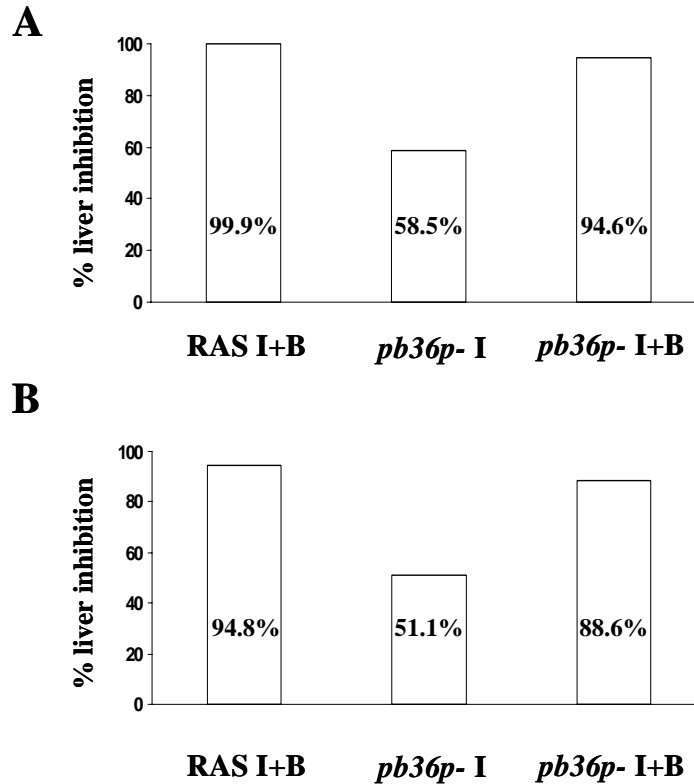 A
% liver inhibition
100
80
60
40
20
0
99.9%
58.5%
94.6%
RAS I+B
pb36p- I
pb36p- I+B
B
% liver inhibition
100
80
60
40
20
0
94.8%
51.1%
88.6%
RAS I+B
pb36p- I
pb36p- I+B